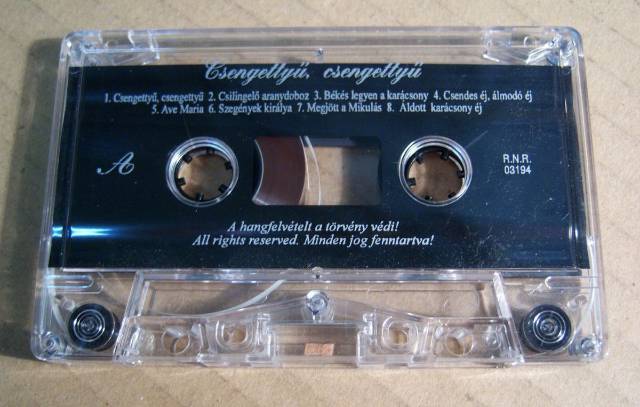 Csengettyű, csengettyű
1. Csengettyű, csengettyű 2. Csilingelő aranydoboz 3. Békés legyen a karácsony 4. Csendes éj, álmodó éj
5. Ave Maria 6. Szegények királya 7. Megjött a Mikulás 8. Áldott karácsony éj
A
R.N.R.
03194
A hangfelvételt a törvény védi!
All rights reserved. Minden jog fenntartva!